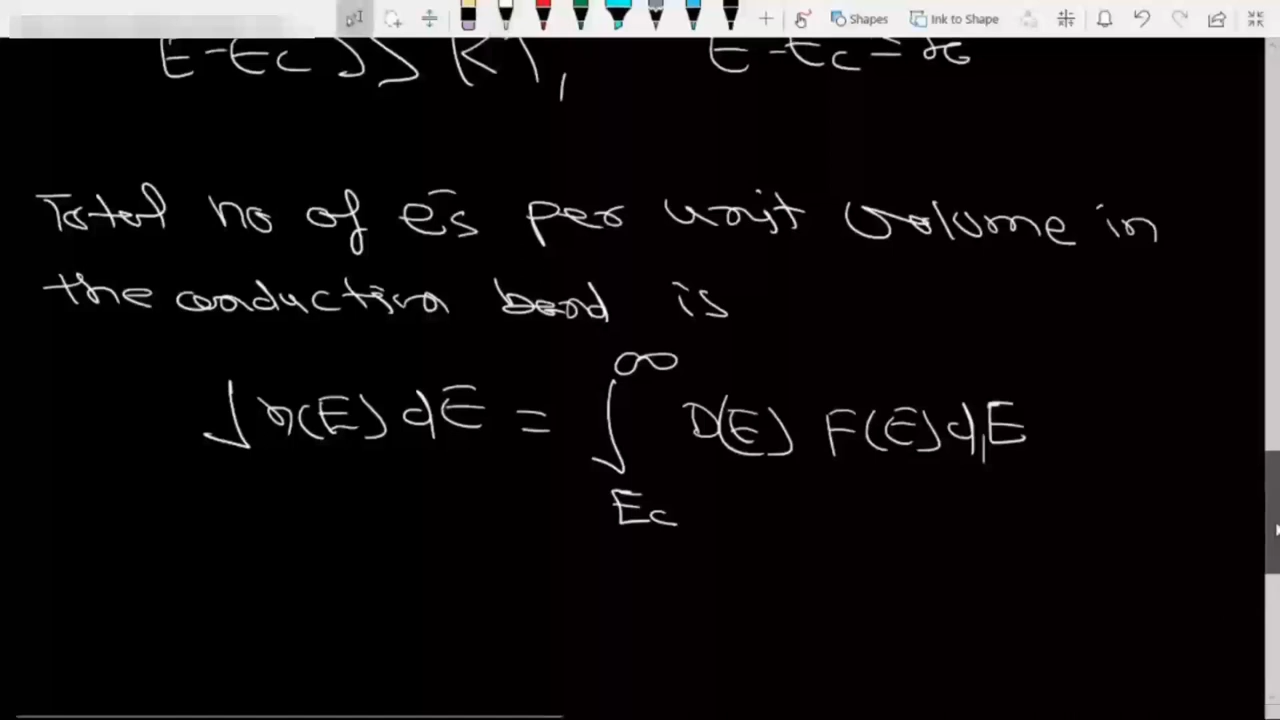 Shapes Ink to Shape
E-Ec >> KT, E-Ec = x
Total no of e̅s per unit volume in
the conduction band is
∫ n(E) dE = ∫_{Ec}^{∞} D(E) F(E) dE